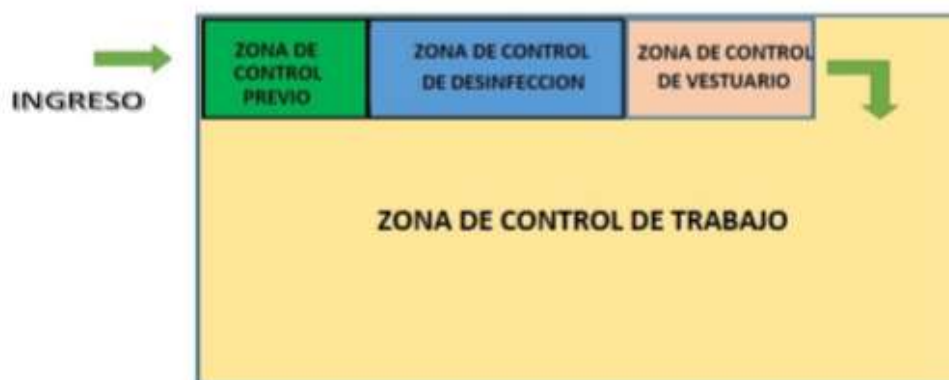 INGRESO
ZONA DE
CONTROL
PREVIO
ZONA DE CONTROL
DE DESINFECCION
ZONA DE CONTROL
DE VESTUARIO
ZONA DE CONTROL DE TRABAJO